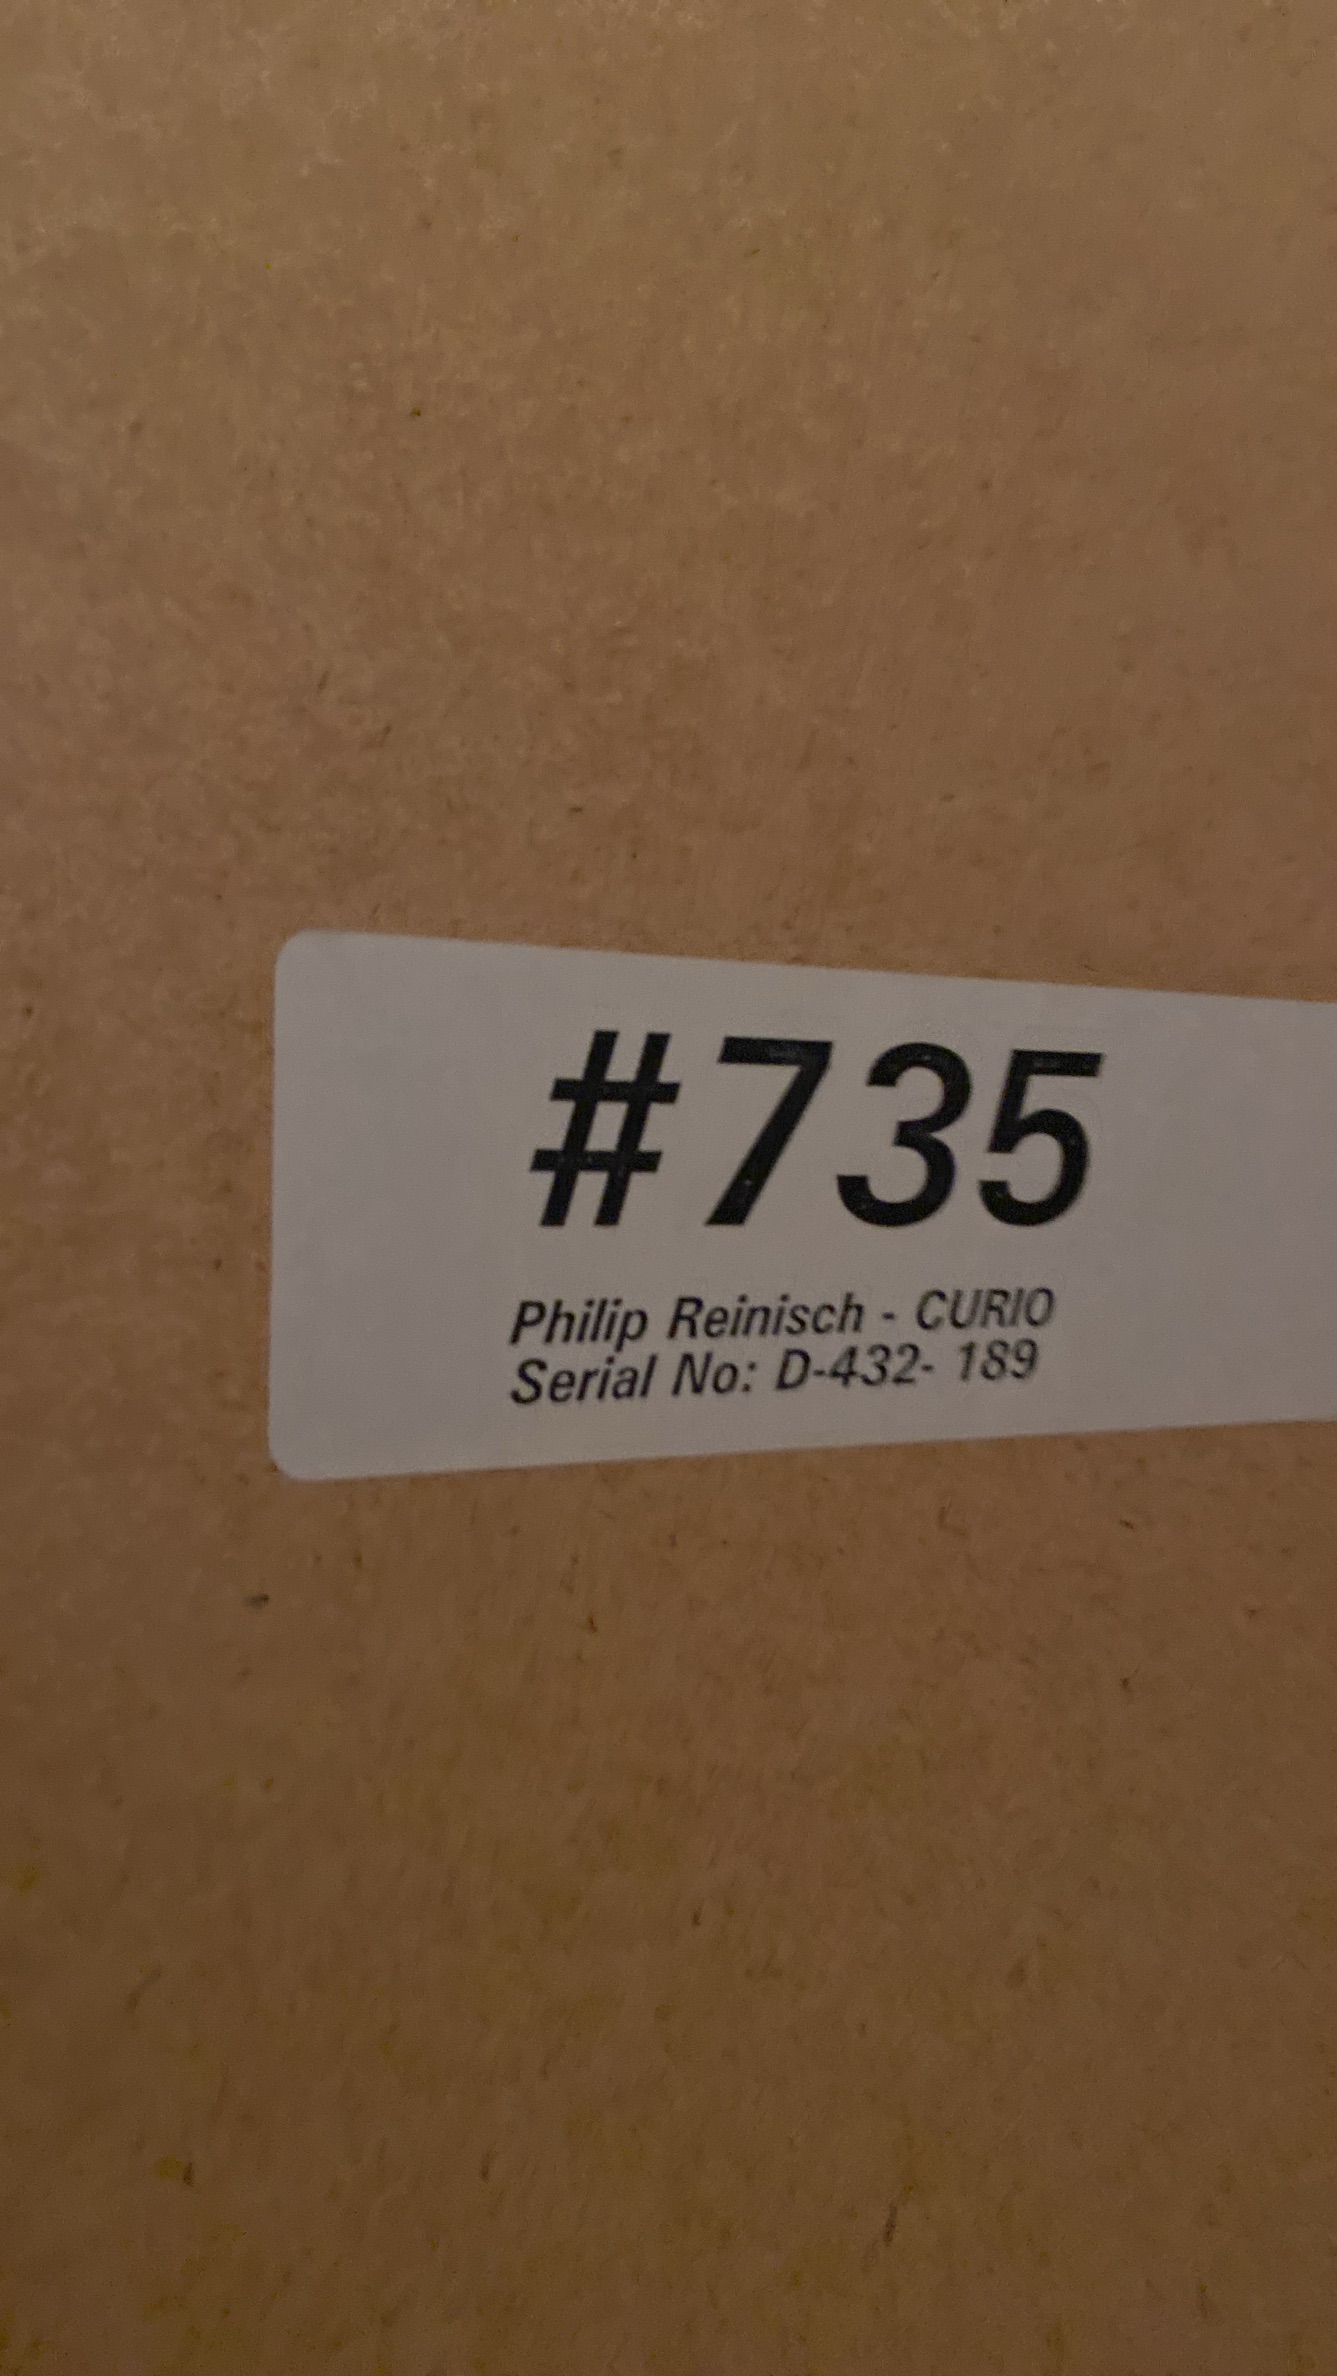 #735
Philip Reinisch - CURIO
Serial No: D-432- 189